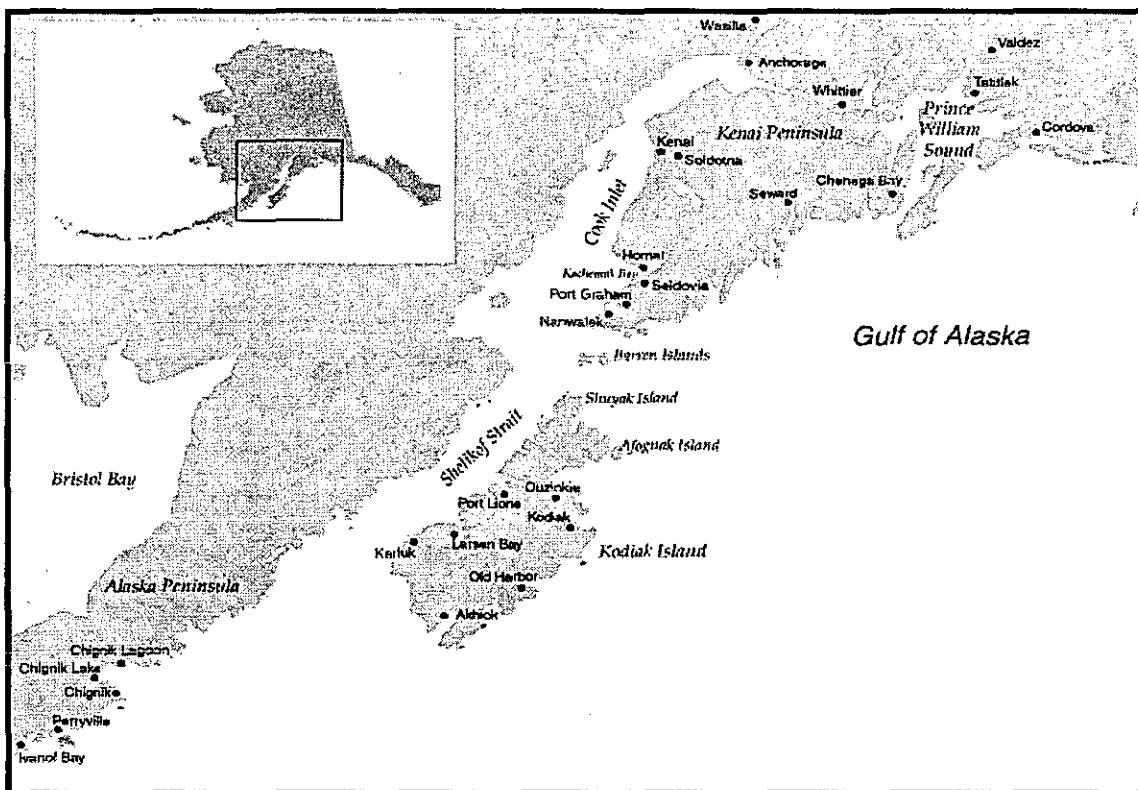 Wasilla
Valdez
Anchorage
Tatitlek
Whittier
Prince
William
Sound
Kenai Peninsula
Cordova
Kenai
Soldotna
Chenega Bay
Seward
Cook Inlet
Homer
Kachemak Bay
Seldovia
Port Graham
Nanwalek
Gulf of Alaska
Barren Islands
Shuyak Island
Shelikof Strait
Afognak Island
Bristol Bay
Ouzinkie
Port Lions
Kodiak
Karluk
Larsen Bay
Kodiak Island
Old Harbor
Alaska Peninsula
Akhiok
Chignik Lagoon
Chignik Lake
Chignik
Perryville
Ivanof Bay